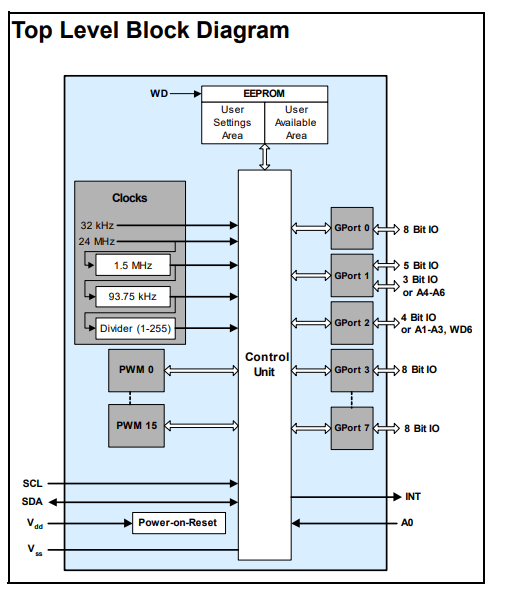 Top Level Block Diagram
WD
EEPROM
User
Settings
Area
User
Available
Area
Clocks
32 kHz
24 MHz
1.5 MHz
93.75 kHz
Divider (1-255)
PWM 0
PWM 15
Control
Unit
GPort 0
8 Bit IO
GPort 1
5 Bit IO
3 Bit IO
or A4-A6
GPort 2
4 Bit IO
or A1-A3, WD6
GPort 3
8 Bit IO
GPort 7
8 Bit IO
SCL
SDA
Vdd
Power-on-Reset
Vss
INT
A0